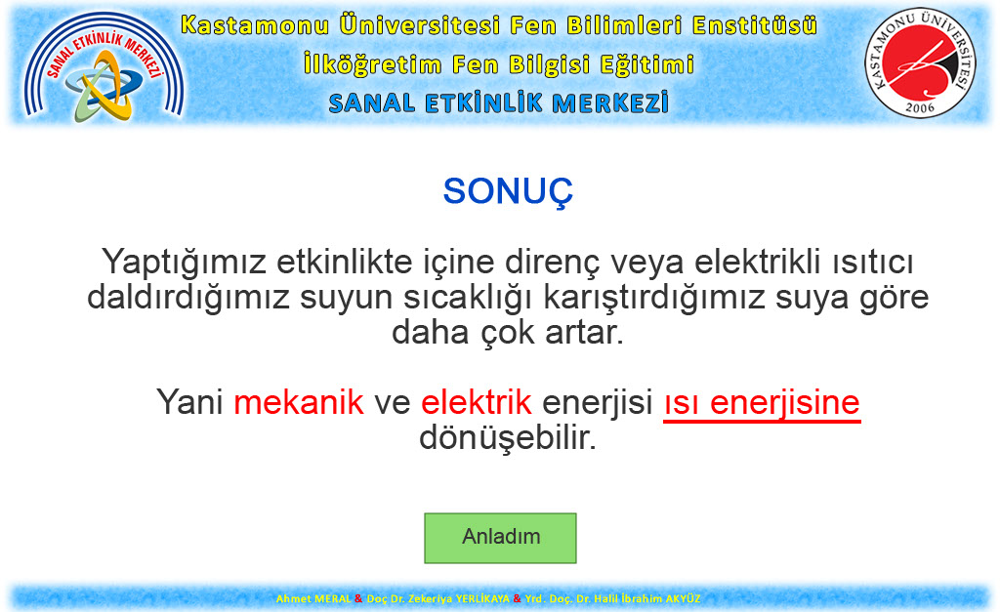 Kastamonu Üniversitesi Fen Bilimleri Enstitüsü
İlköğretim Fen Bilgisi Eğitimi
SANAL ETKİNLİK MERKEZİ
SANAL ETKİNLİK MERKEZİ
KASTAMONU ÜNİVERSİTESİ
2006
SONUÇ
Yaptığımız etkinlikte içine direnç veya elektrikli ısıtıcı
daldırdığımız suyun sıcaklığı karıştırdığımız suya göre
daha çok artar.
Yani mekanik ve elektrik enerjisi ısı enerjisine
dönüşebilir.
Anladım
Ahmet MERAL & Doç Dr. Zekeriya YERLİKAYA & Yrd. Doç. Dr. Halil İbrahim AKYÜZ